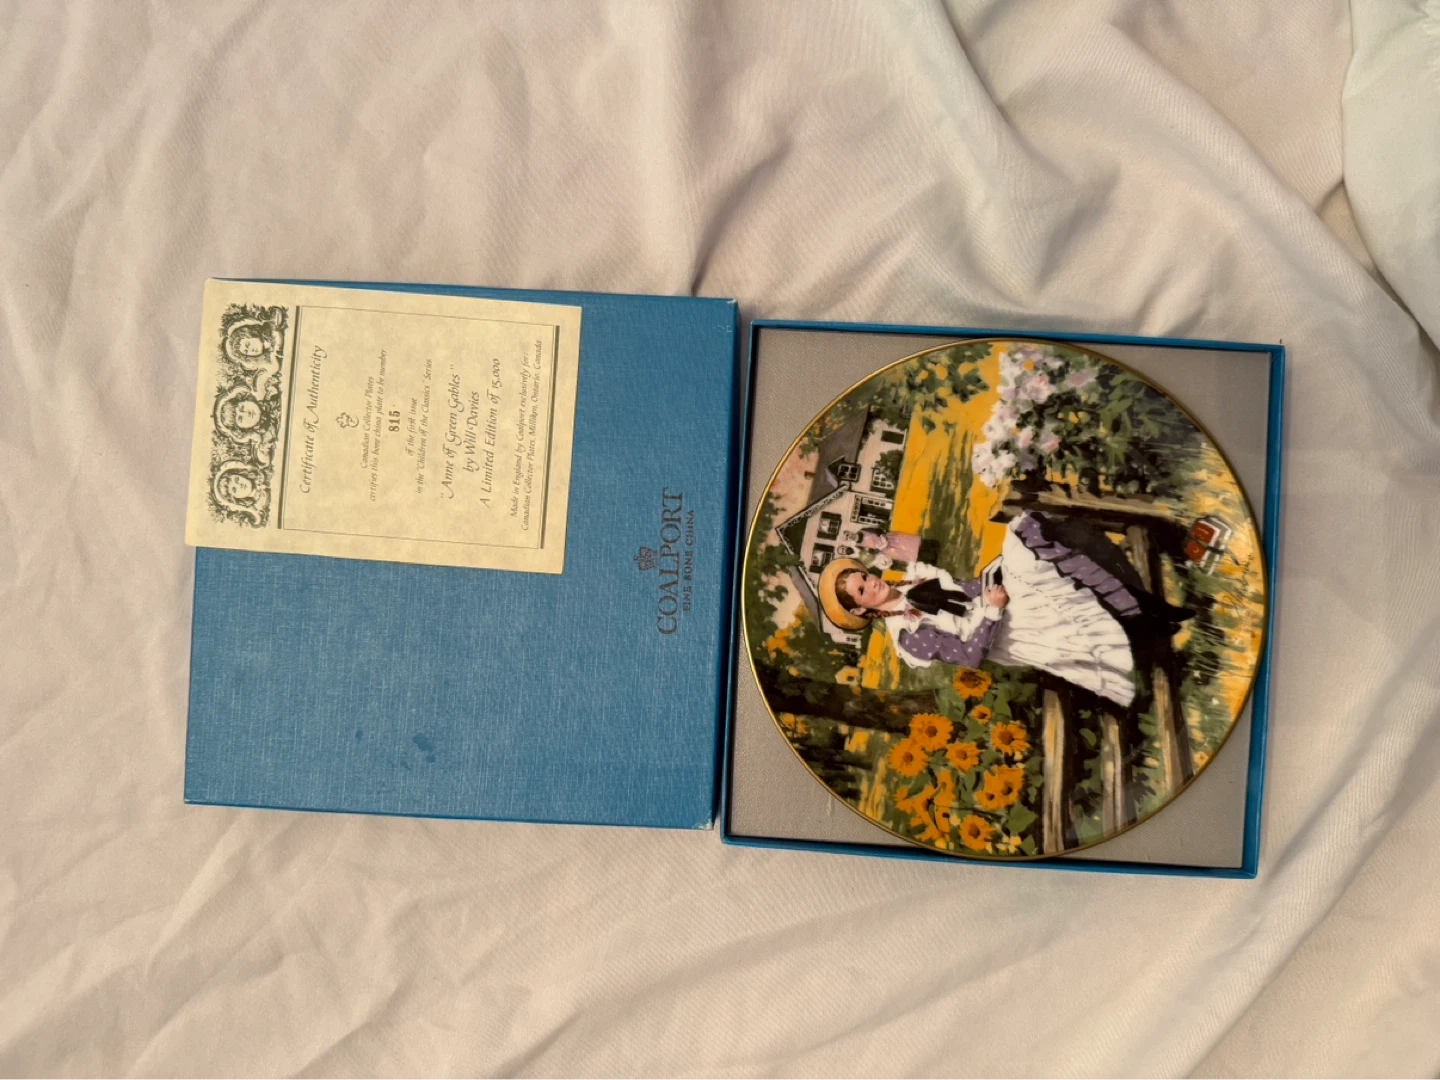 Certificate of Authenticity
Canadian Collector Plates
certifies this bone china plate to be number
815
of the first issue
in the "Children of the Classics" Series
"Anne of Green Gables"
by Will Davies
A Limited Edition of 15,000
Made in England by Coalport exclusively for:
Canadian Collector Plates, Milliken, Ontario, Canada
COALPORT
FINE BONE CHINA